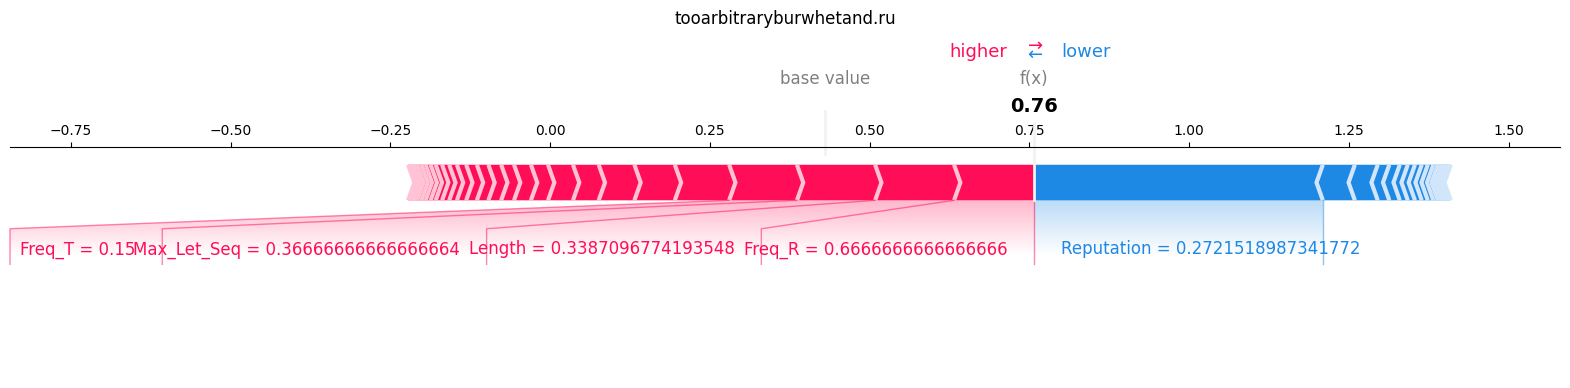 tooarbitraryburwhetand.ru
higher ⇄ lower
base value f(x)
0.76
−0.75 −0.50 −0.25 0.00 0.25 0.50 0.75 1.00 1.25 1.50
Freq_T = 0.15 Max_Let_Seq = 0.36666666666666664 Length = 0.3387096774193548 Freq_R = 0.6666666666666666 Reputation = 0.2721518987341772